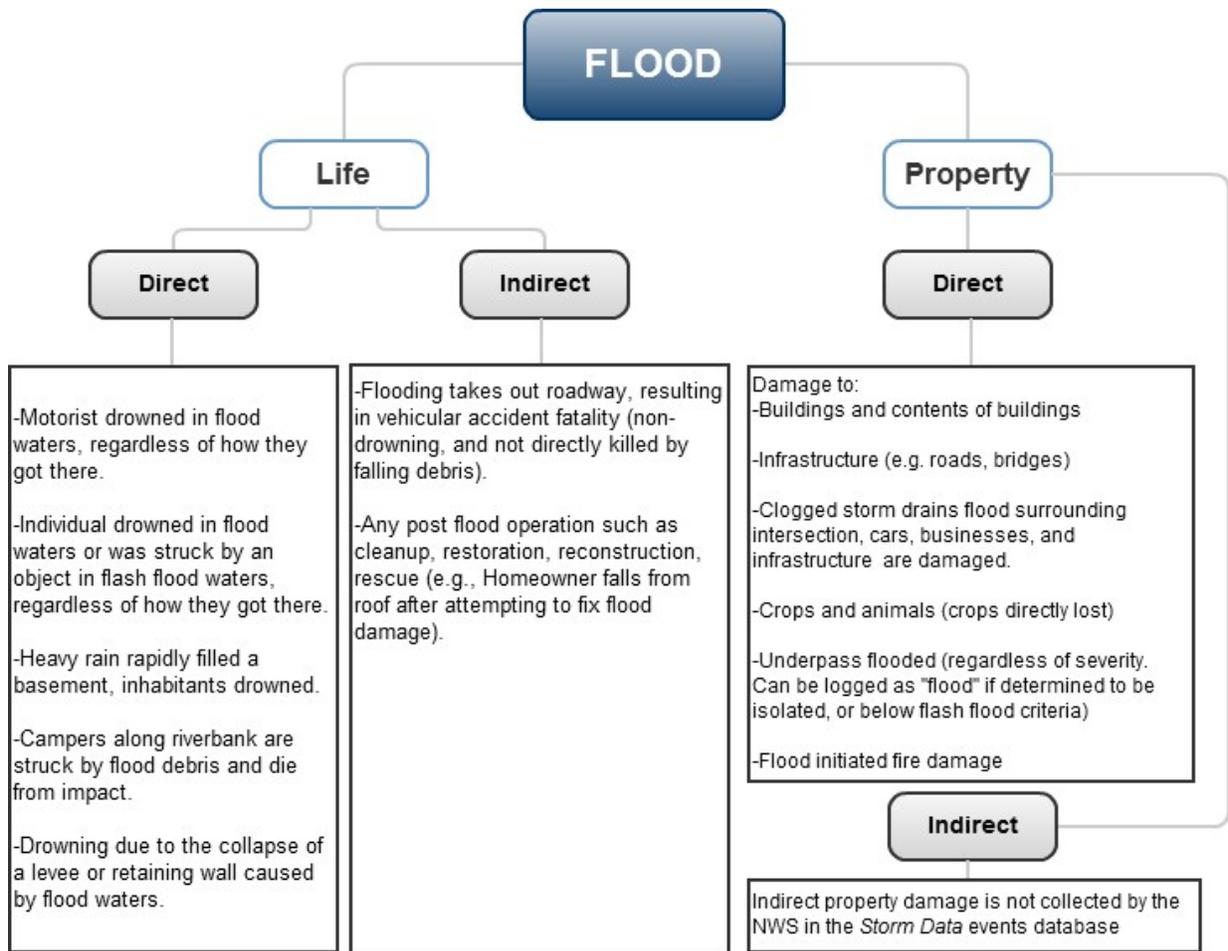 FLOOD
Life
Property
Direct
Indirect
Direct
-Motorist drowned in flood
waters, regardless of how they
got there.
-Individual drowned in flood
waters or was struck by an
object in flash flood waters,
regardless of how they got there.
-Heavy rain rapidly filled a
basement, inhabitants drowned.
-Campers along riverbank are
struck by flood debris and die
from impact.
-Drowning due to the collapse of
a levee or retaining wall caused
by flood waters.
-Flooding takes out roadway, resulting
in vehicular accident fatality (non-
drowning, and not directly killed by
falling debris).
-Any post flood operation such as
cleanup, restoration, reconstruction,
rescue (e.g., Homeowner falls from
roof after attempting to fix flood
damage).
Damage to:
-Buildings and contents of buildings
-Infrastructure (e.g. roads, bridges)
-Clogged storm drains flood surrounding
intersection, cars, businesses, and
infrastructure are damaged.
-Crops and animals (crops directly lost)
-Underpass flooded (regardless of severity.
Can be logged as "flood" if determined to be
isolated, or below flash flood criteria)
-Flood initiated fire damage
Indirect
Indirect property damage is not collected by the
NWS in the Storm Data events database